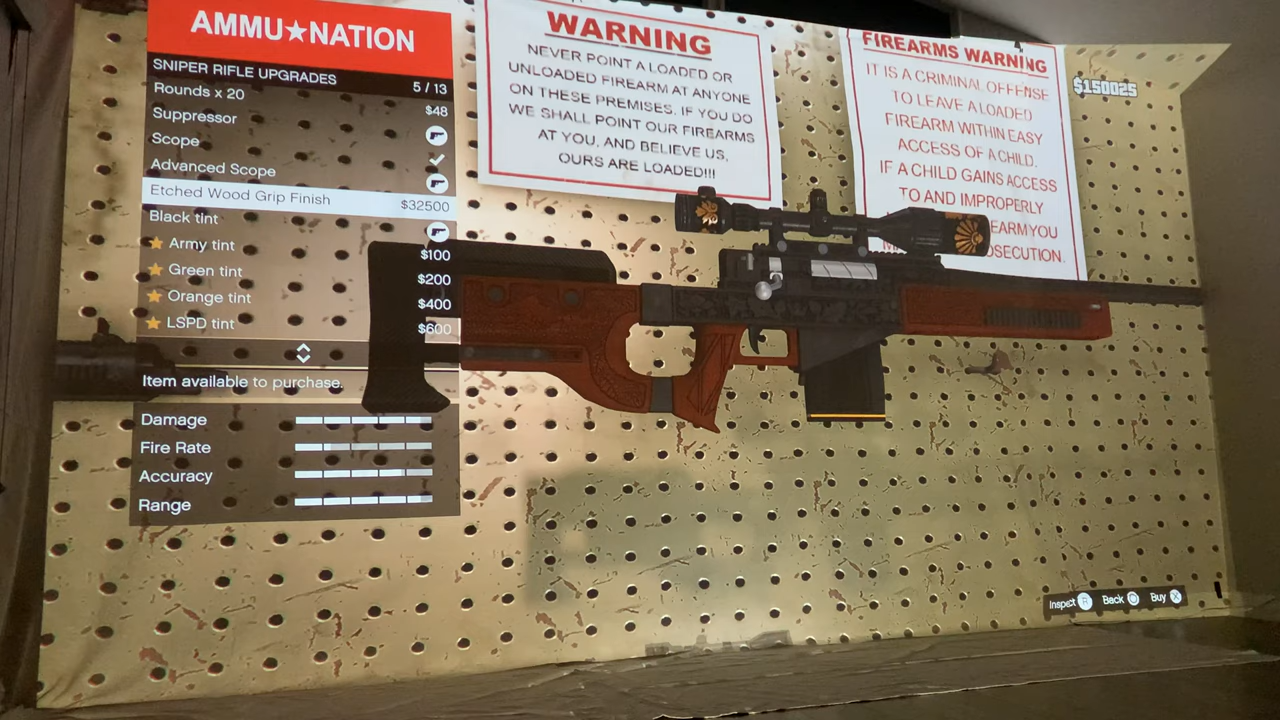 AMMU★NATION
SNIPER RIFLE UPGRADES 5 / 13
Rounds x 20 $48
Suppressor
Scope
Advanced Scope
Etched Wood Grip Finish $32500
Black tint
Army tint $100
Green tint $200
Orange tint $400
LSPD tint $600
Item available to purchase.
Damage
Fire Rate
Accuracy
Range
WARNING
NEVER POINT A LOADED OR
UNLOADED FIREARM AT ANYONE
ON THESE PREMISES. IF YOU DO
WE SHALL POINT OUR FIREARMS
AT YOU, AND BELIEVE US,
OURS ARE LOADED!!!
FIREARMS WARNING
IT IS A CRIMINAL OFFENSE
TO LEAVE A LOADED
FIREARM WITHIN EASY
ACCESS OF A CHILD.
IF A CHILD GAINS ACCESS
TO AND IMPROPERLY
EARM YOU
OSECUTION.
$150025
Inspect R Back O Buy X